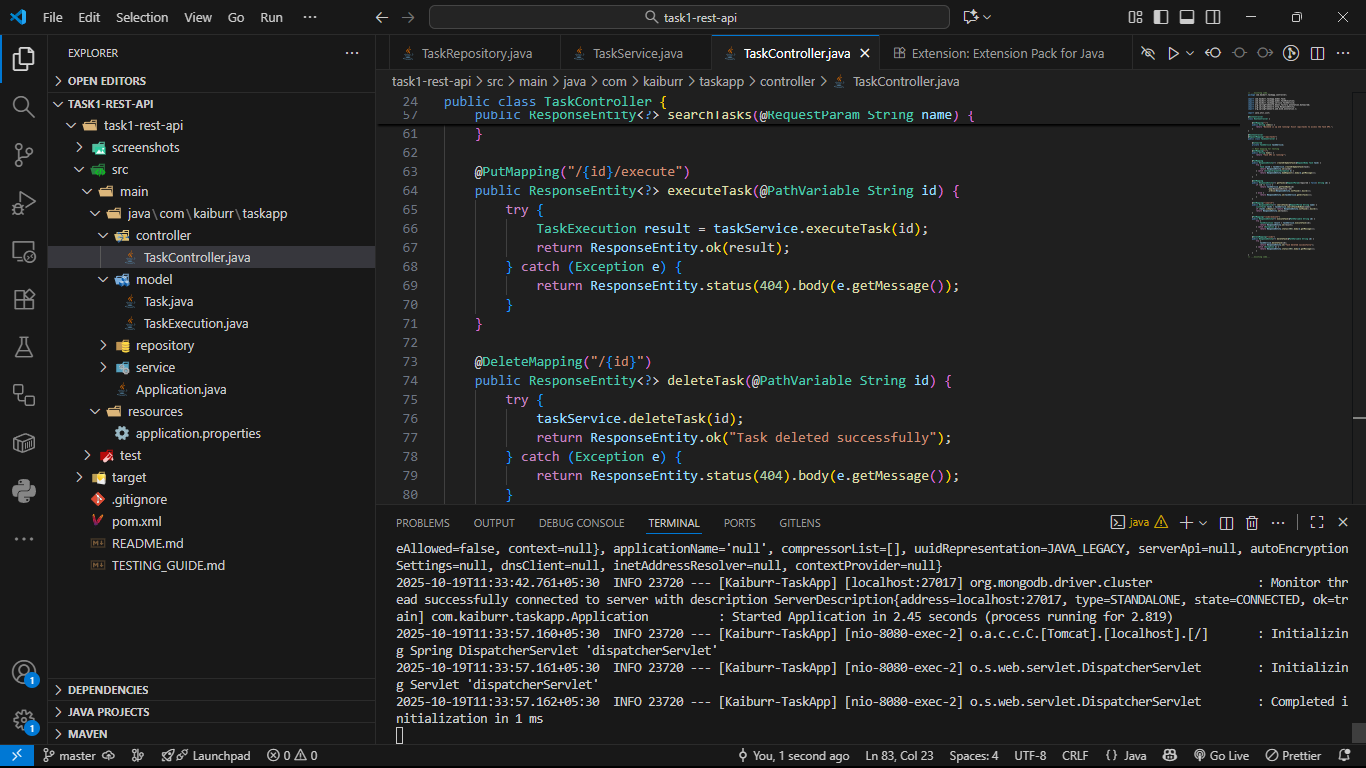 File Edit Selection View Go Run ··· task1-rest-api
EXPLORER ···
OPEN EDITORS
TASK1-REST-API
task1-rest-api
screenshots
src
main
java\com\kaiburr\taskapp
controller
TaskController.java
model
Task.java
TaskExecution.java
repository
service
Application.java
resources
application.properties
test
target
.gitignore
pom.xml
README.md
TESTING_GUIDE.md
DEPENDENCIES
JAVA PROJECTS
MAVEN
TaskRepository.java TaskService.java TaskController.java Extension: Extension Pack for Java
task1-rest-api > src > main > java > com > kaiburr > taskapp > controller > TaskController.java
24 public class TaskController {
57 public ResponseEntity<?> searchTasks(@RequestParam String name) {
61 }
62
63 @PutMapping("/{id}/execute")
64 public ResponseEntity<?> executeTask(@PathVariable String id) {
65 try {
66 TaskExecution result = taskService.executeTask(id);
67 return ResponseEntity.ok(result);
68 } catch (Exception e) {
69 return ResponseEntity.status(404).body(e.getMessage());
70 }
71 }
72
73 @DeleteMapping("/{id}")
74 public ResponseEntity<?> deleteTask(@PathVariable String id) {
75 try {
76 taskService.deleteTask(id);
77 return ResponseEntity.ok("Task deleted successfully");
78 } catch (Exception e) {
79 return ResponseEntity.status(404).body(e.getMessage());
80 }
PROBLEMS OUTPUT DEBUG CONSOLE TERMINAL PORTS GITLENS java
eAllowed=false, context=null}, applicationName='null', compressorList=[], uuidRepresentation=JAVA_LEGACY, serverApi=null, autoEncryption
Settings=null, dnsClient=null, inetAddressResolver=null, contextProvider=null}
2025-10-19T11:33:42.761+05:30 INFO 23720 --- [Kaiburr-TaskApp] [localhost:27017] org.mongodb.driver.cluster : Monitor thr
ead successfully connected to server with description ServerDescription{address=localhost:27017, type=STANDALONE, state=CONNECTED, ok=tr
ain] com.kaiburr.taskapp.Application : Started Application in 2.45 seconds (process running for 2.819)
2025-10-19T11:33:57.160+05:30 INFO 23720 --- [Kaiburr-TaskApp] [nio-8080-exec-2] o.a.c.c.C.[Tomcat].[localhost].[/] : Initializin
g Spring DispatcherServlet 'dispatcherServlet'
2025-10-19T11:33:57.161+05:30 INFO 23720 --- [Kaiburr-TaskApp] [nio-8080-exec-2] o.s.web.servlet.DispatcherServlet : Initializin
g Servlet 'dispatcherServlet'
2025-10-19T11:33:57.162+05:30 INFO 23720 --- [Kaiburr-TaskApp] [nio-8080-exec-2] o.s.web.servlet.DispatcherServlet : Completed i
nitialization in 1 ms
master Launchpad 0 0 You, 1 second ago Ln 83, Col 23 Spaces: 4 UTF-8 CRLF {} Java Go Live Prettier